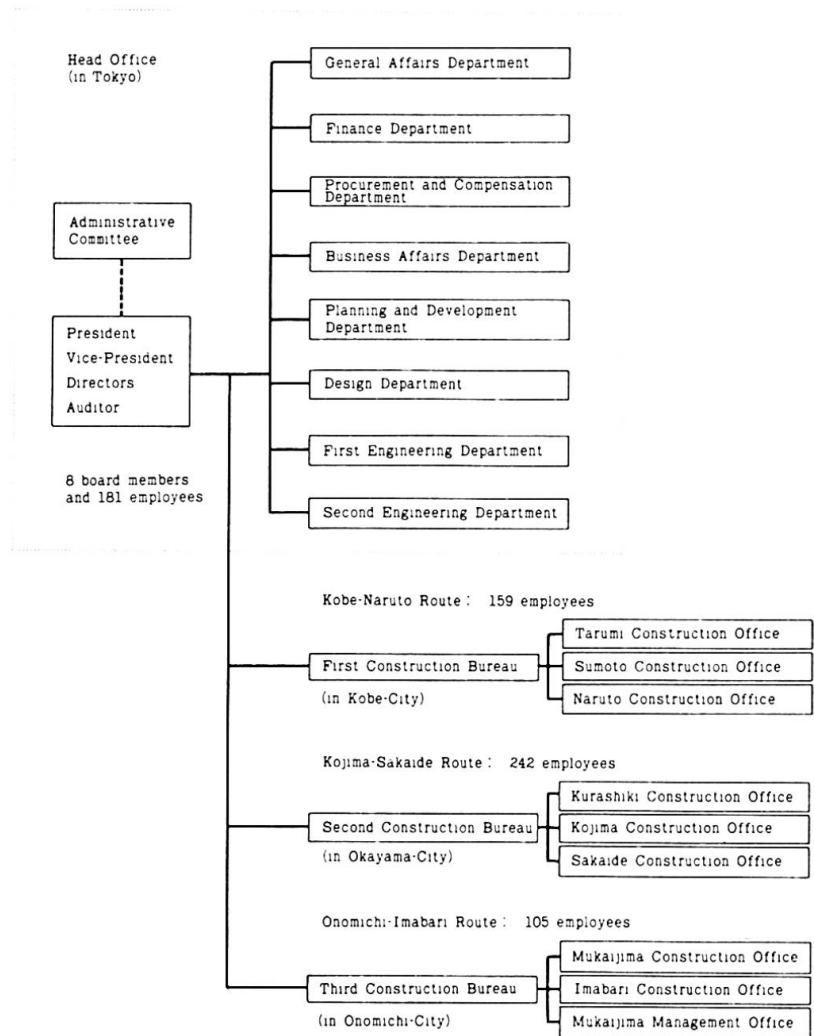 Head Office
(in Tokyo)
General Affairs Department
Finance Department
Procurement and Compensation
Department
Administrative
Committee
Business Affairs Department
Planning and Development
Department
President
Vice-President
Directors
Auditor
Design Department
First Engineering Department
8 board members
and 181 employees
Second Engineering Department
Kobe-Naruto Route : 159 employees
First Construction Bureau
(in Kobe-City)
Tarumi Construction Office
Sumoto Construction Office
Naruto Construction Office
Kojima-Sakaide Route : 242 employees
Second Construction Bureau
(in Okayama-City)
Kurashiki Construction Office
Kojima Construction Office
Sakaide Construction Office
Onomichi-Imabari Route : 105 employees
Third Construction Bureau
(in Onomichi-City)
Mukaijima Construction Office
Imabari Construction Office
Mukaijima Management Office